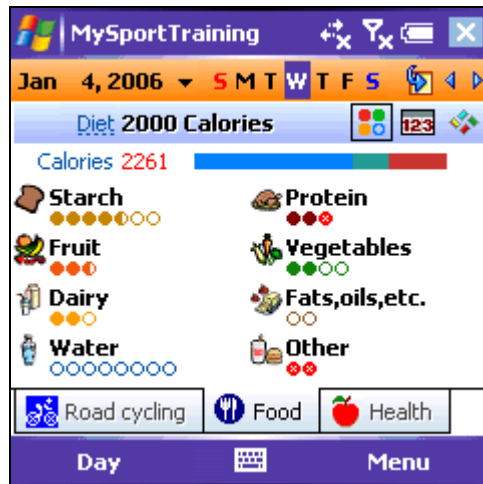 MySportTraining
Jan 4, 2006 S M T W T F S
Diet 2000 Calories 123
Calories 2261
Starch Protein
Fruit Vegetables
Dairy Fats,oils,etc.
Water Other
Road cycling Food Health
Day Menu